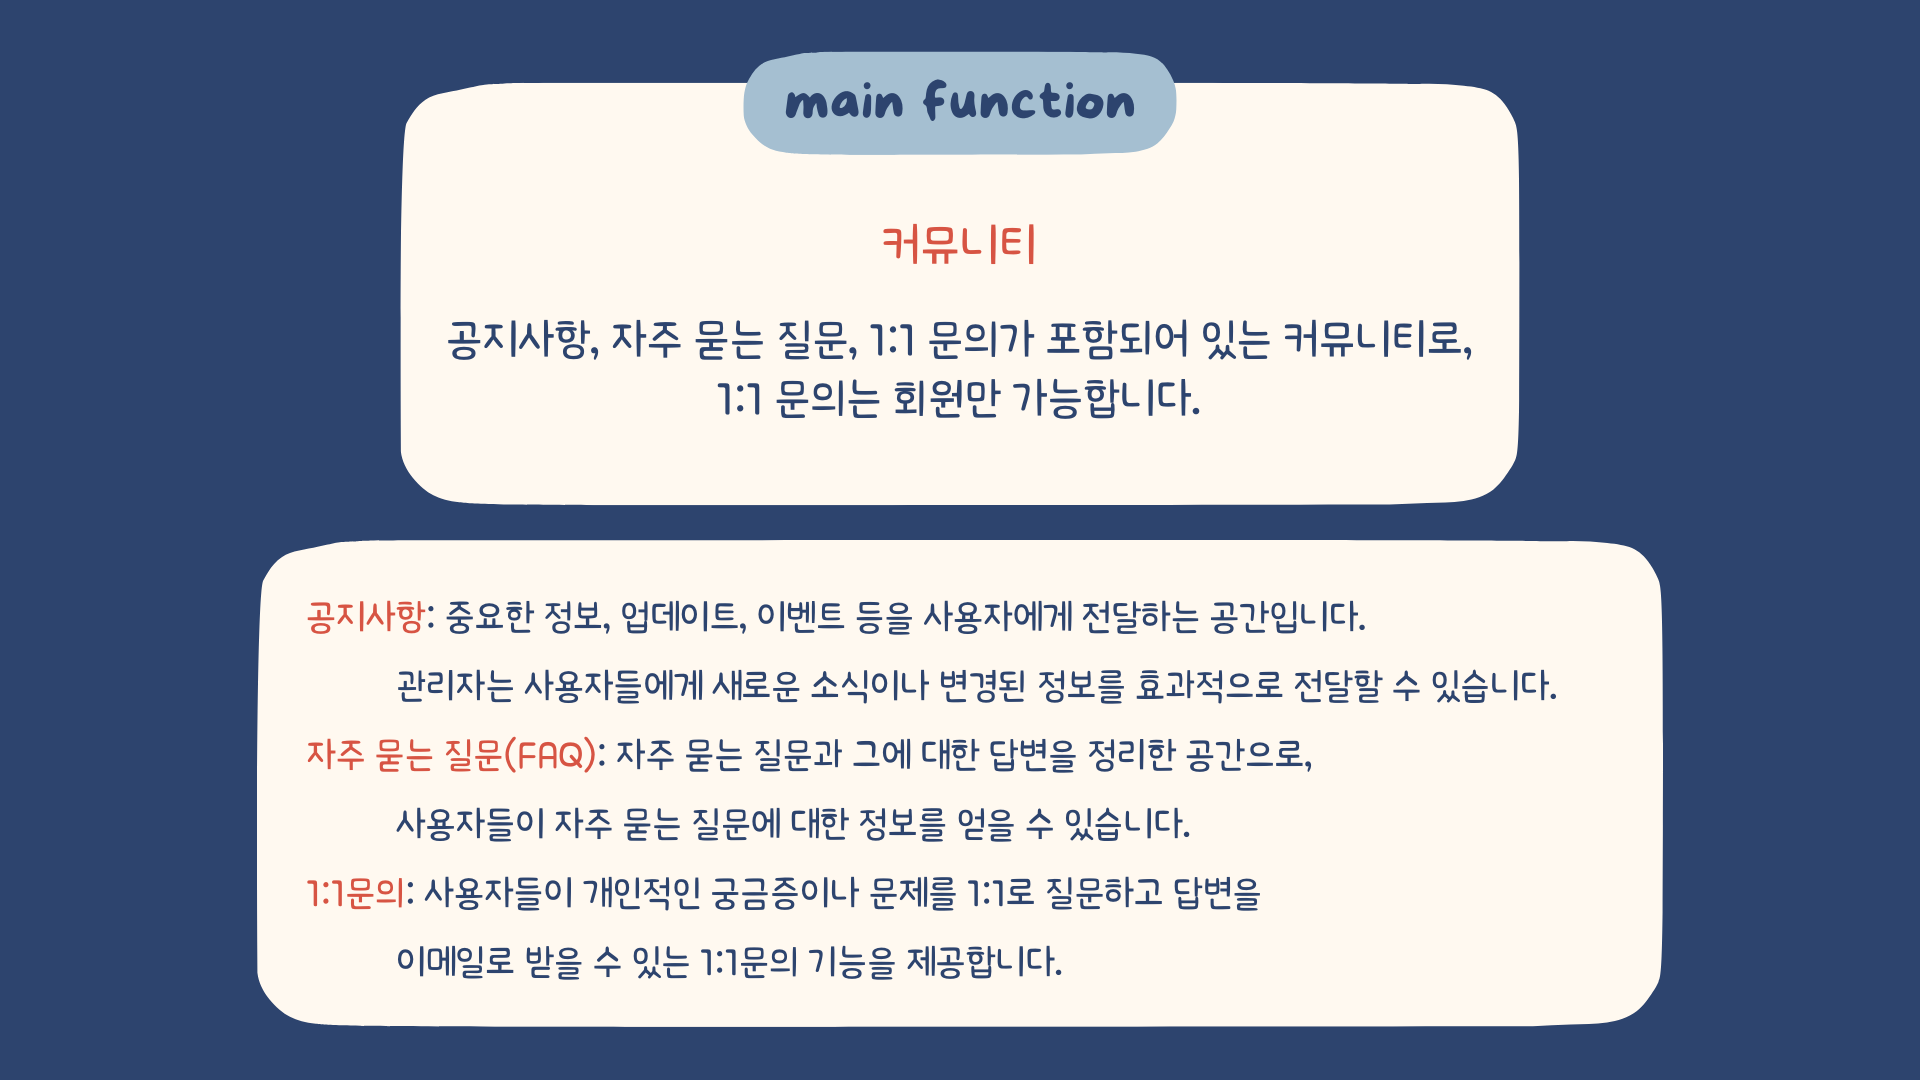 main function
커뮤니티
공지사항, 자주 묻는 질문, 1:1 문의가 포함되어 있는 커뮤니티로,
1:1 문의는 회원만 가능합니다.
공지사항: 중요한 정보, 업데이트, 이벤트 등을 사용자에게 전달하는 공간입니다.
관리자는 사용자들에게 새로운 소식이나 변경된 정보를 효과적으로 전달할 수 있습니다.
자주 묻는 질문(FAQ): 자주 묻는 질문과 그에 대한 답변을 정리한 공간으로,
사용자들이 자주 묻는 질문에 대한 정보를 얻을 수 있습니다.
1:1문의: 사용자들이 개인적인 궁금증이나 문제를 1:1로 질문하고 답변을
이메일로 받을 수 있는 1:1문의 기능을 제공합니다.